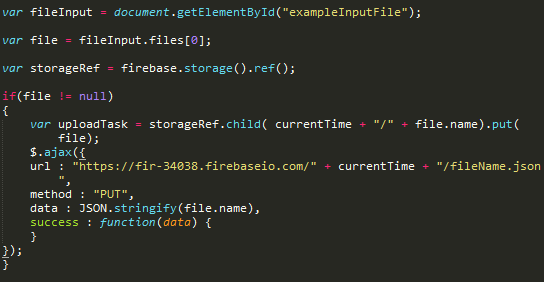 var fileInput = document.getElementById("exampleInputFile");
var file = fileInput.files[0];
var storageRef = firebase.storage().ref();
if(file != null)
{
var uploadTask = storageRef.child( currentTime + "/" + file.name).put(
file);
$.ajax({
url : "https://fir-34038.firebaseio.com/" + currentTime + "/fileName.json
",
method : "PUT",
data : JSON.stringify(file.name),
success : function(data) {
}
});
}